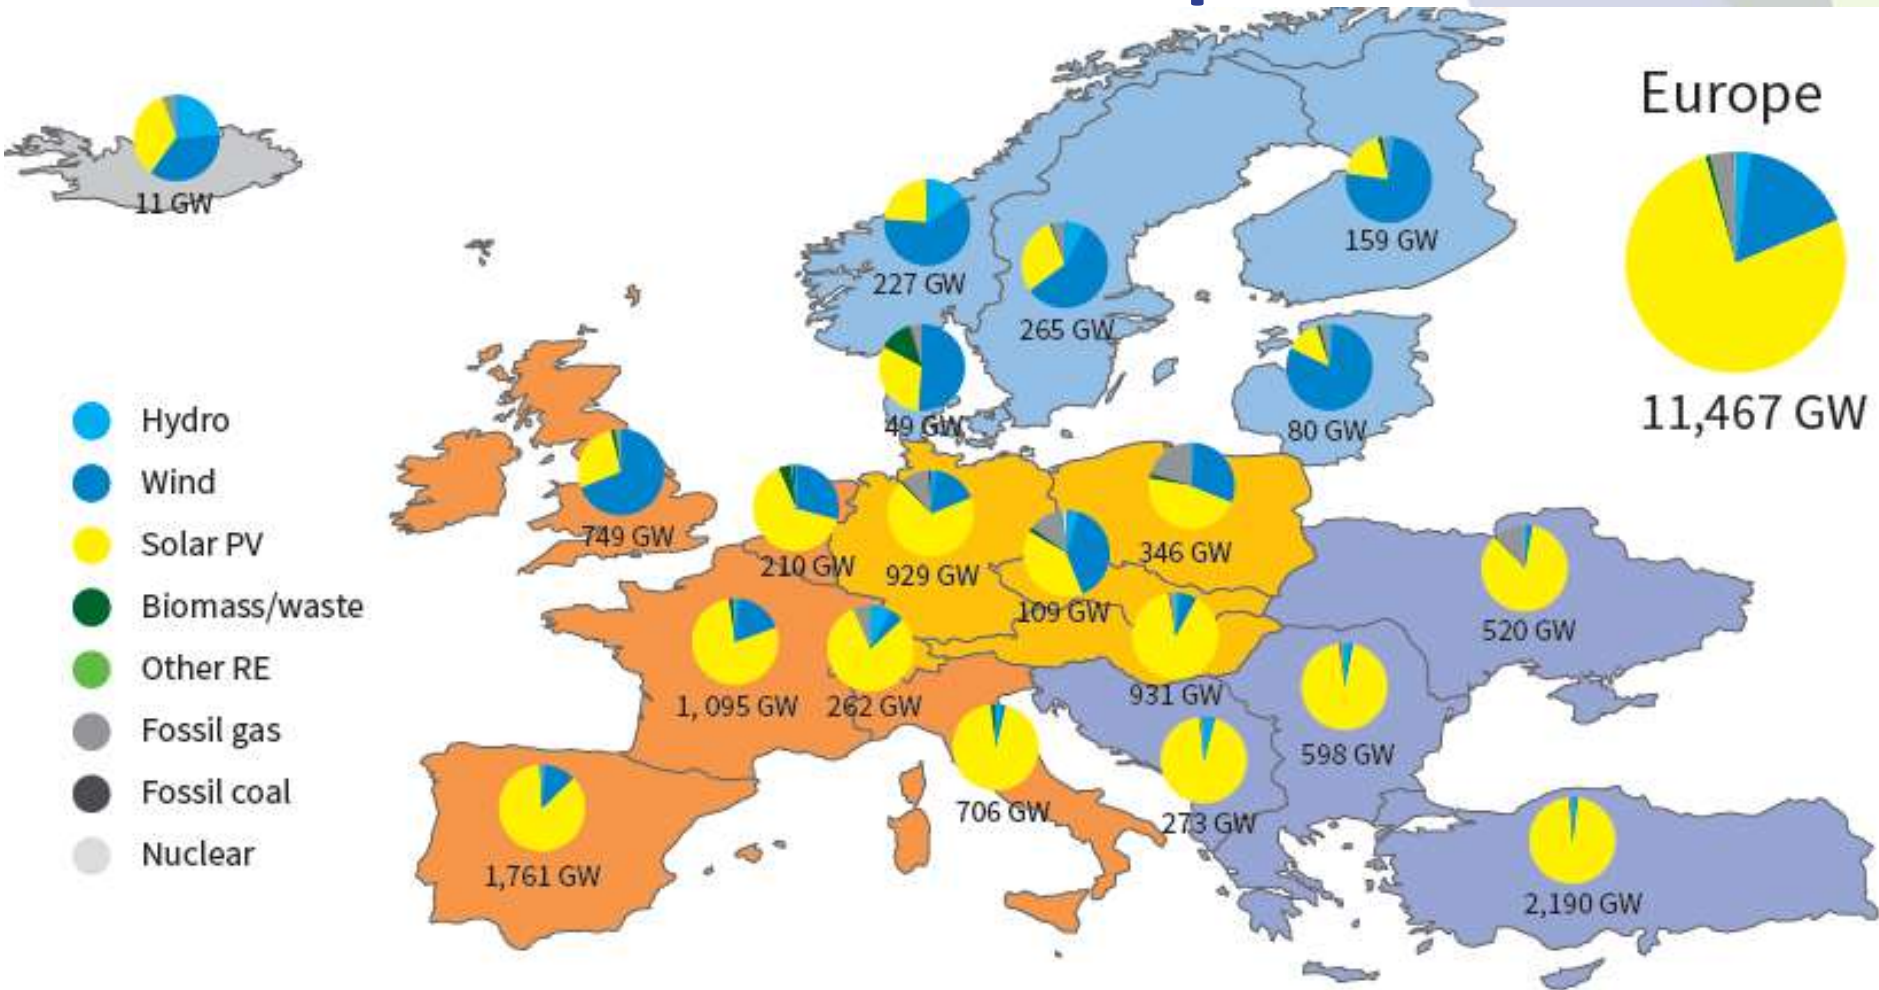 Europe
11,467 GW
11 GW
227 GW
265 GW
159 GW
49 GW
80 GW
749 GW
210 GW
929 GW
109 GW
346 GW
1, 095 GW
262 GW
931 GW
520 GW
598 GW
706 GW
273 GW
1,761 GW
2,190 GW
Hydro
Wind
Solar PV
Biomass/waste
Other RE
Fossil gas
Fossil coal
Nuclear